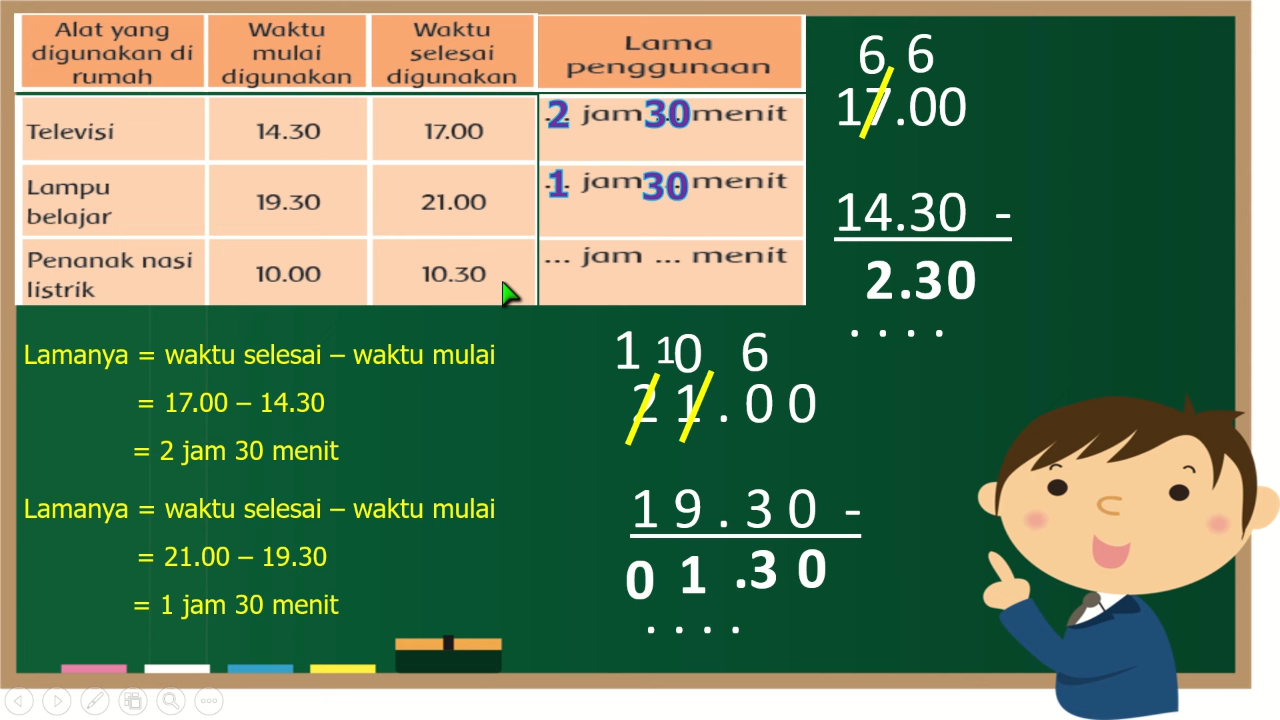 Alat yang digunakan di rumah
Waktu mulai digunakan
Waktu selesai digunakan
Lama penggunaan
Televisi 14.30 17.00 2 jam 30 menit
Lampu belajar 19.30 21.00 1 jam 30 menit
Penanak nasi listrik 10.00 10.30 ... jam ... menit
Lamanya = waktu selesai – waktu mulai
= 17.00 – 14.30
= 2 jam 30 menit
Lamanya = waktu selesai – waktu mulai
= 21.00 – 19.30
= 1 jam 30 menit
6 6
17.00
14.30 -
2.30
. . . .
1 10 6
21.00
19.30 -
01.30
. . . .